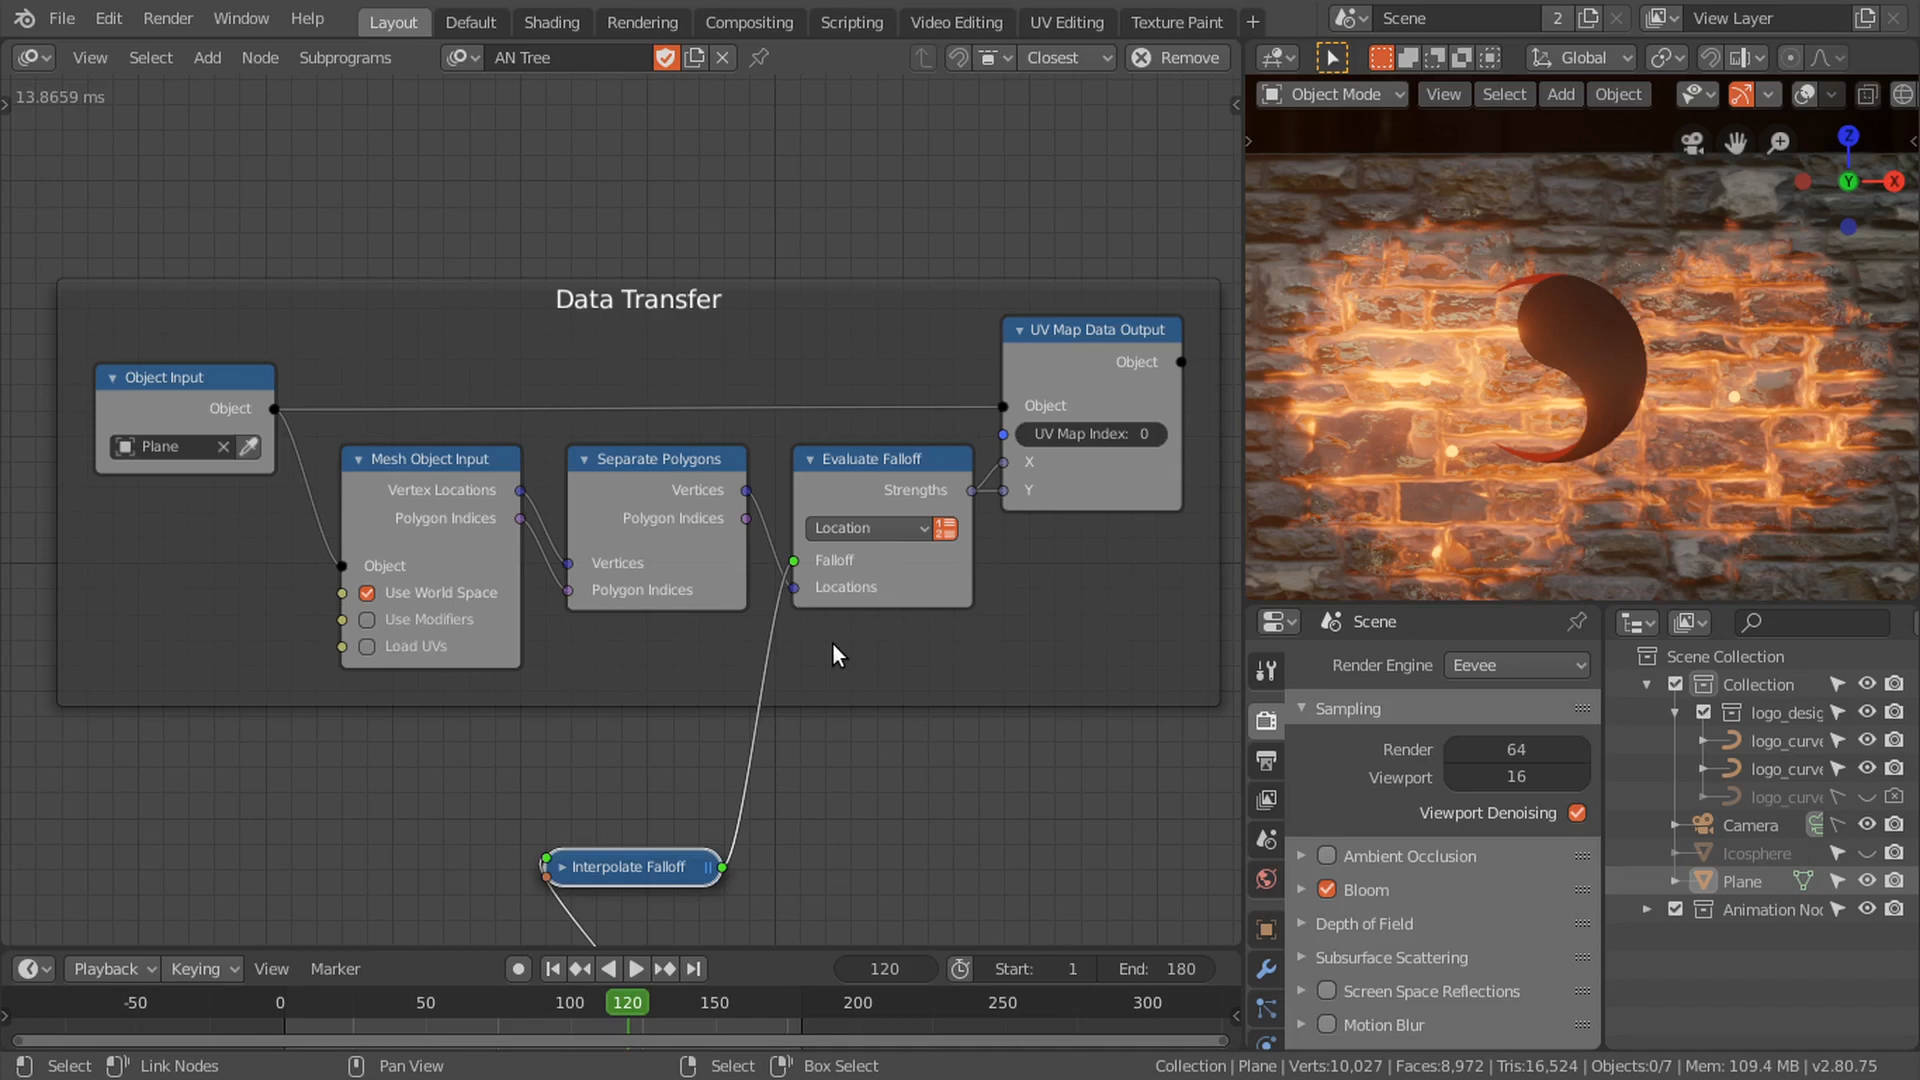 File Edit Render Window Help Layout Default Shading Rendering Compositing Scripting Video Editing UV Editing Texture Paint + Scene 2 View Layer
View Select Add Node Subprograms AN Tree Closest Remove Global
13.8659 ms
Object Mode View Select Add Object
Z
Y X
Data Transfer
UV Map Data Output
Object
Object
UV Map Index: 0
X
Y
Object Input
Object
Plane
Mesh Object Input
Vertex Locations
Polygon Indices
Object
Use World Space
Use Modifiers
Load UVs
Separate Polygons
Vertices
Polygon Indices
Vertices
Polygon Indices
Evaluate Falloff
Strengths
Location
Falloff
Locations
Interpolate Falloff
Scene
Render Engine Eevee
Sampling
Render 64
Viewport 16
Viewport Denoising
Ambient Occlusion
Bloom
Depth of Field
Subsurface Scattering
Screen Space Reflections
Motion Blur
Scene Collection
Collection
logo_desig
logo_curve
logo_curve
logo_curve
Camera
Icosphere
Plane
Animation Nod
Playback Keying View Marker 120 Start: 1 End: 180
-50 0 50 100 120 150 200 250 300
Select Link Nodes Pan View Select Box Select Collection | Plane | Verts:10,027 | Faces:8,972 | Tris:16,524 | Objects:0/7 | Mem: 109.4 MB | v2.80.75